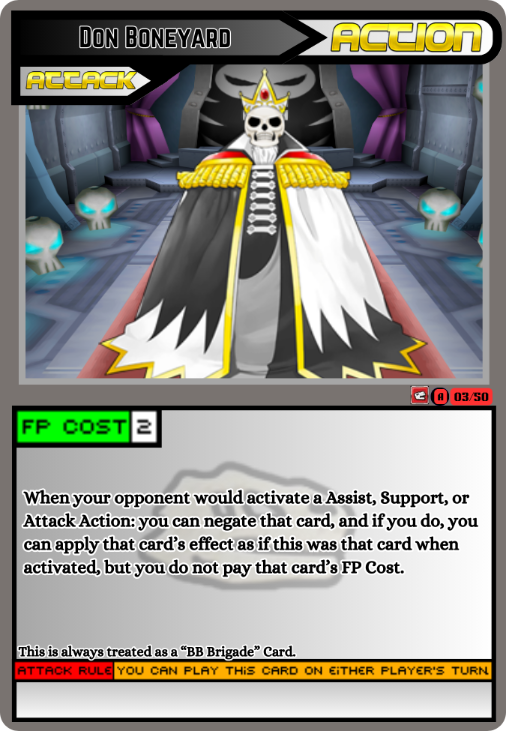 Don Boneyard
ACTION
ATTACK
A 03/50
FP COST 2
When your opponent would activate a Assist, Support, or
Attack Action: you can negate that card, and if you do, you
can apply that card's effect as if this was that card when
activated, but you do not pay that card's FP Cost.
This is always treated as a "BB Brigade" Card.
ATTACK RULE YOU CAN PLAY THIS CARD ON EITHER PLAYER'S TURN.